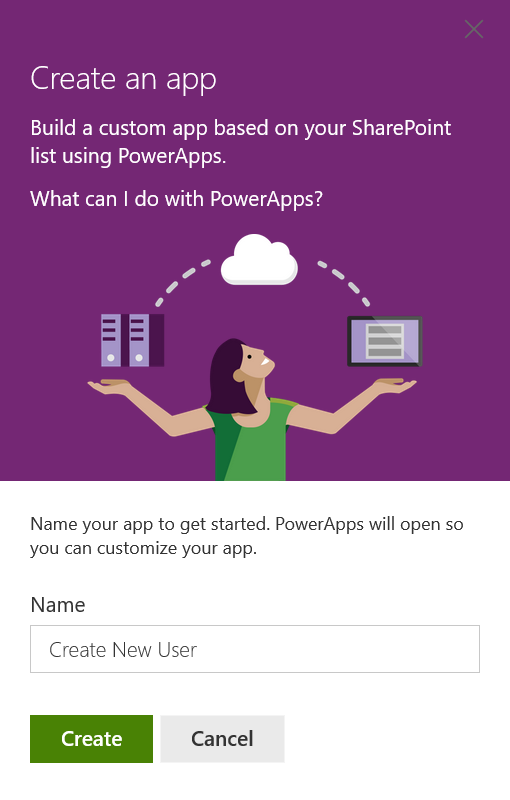 Create an app
Build a custom app based on your SharePoint
list using PowerApps.
What can I do with PowerApps?
Name your app to get started. PowerApps will open so
you can customize your app.
Name
Create New User
Create
Cancel